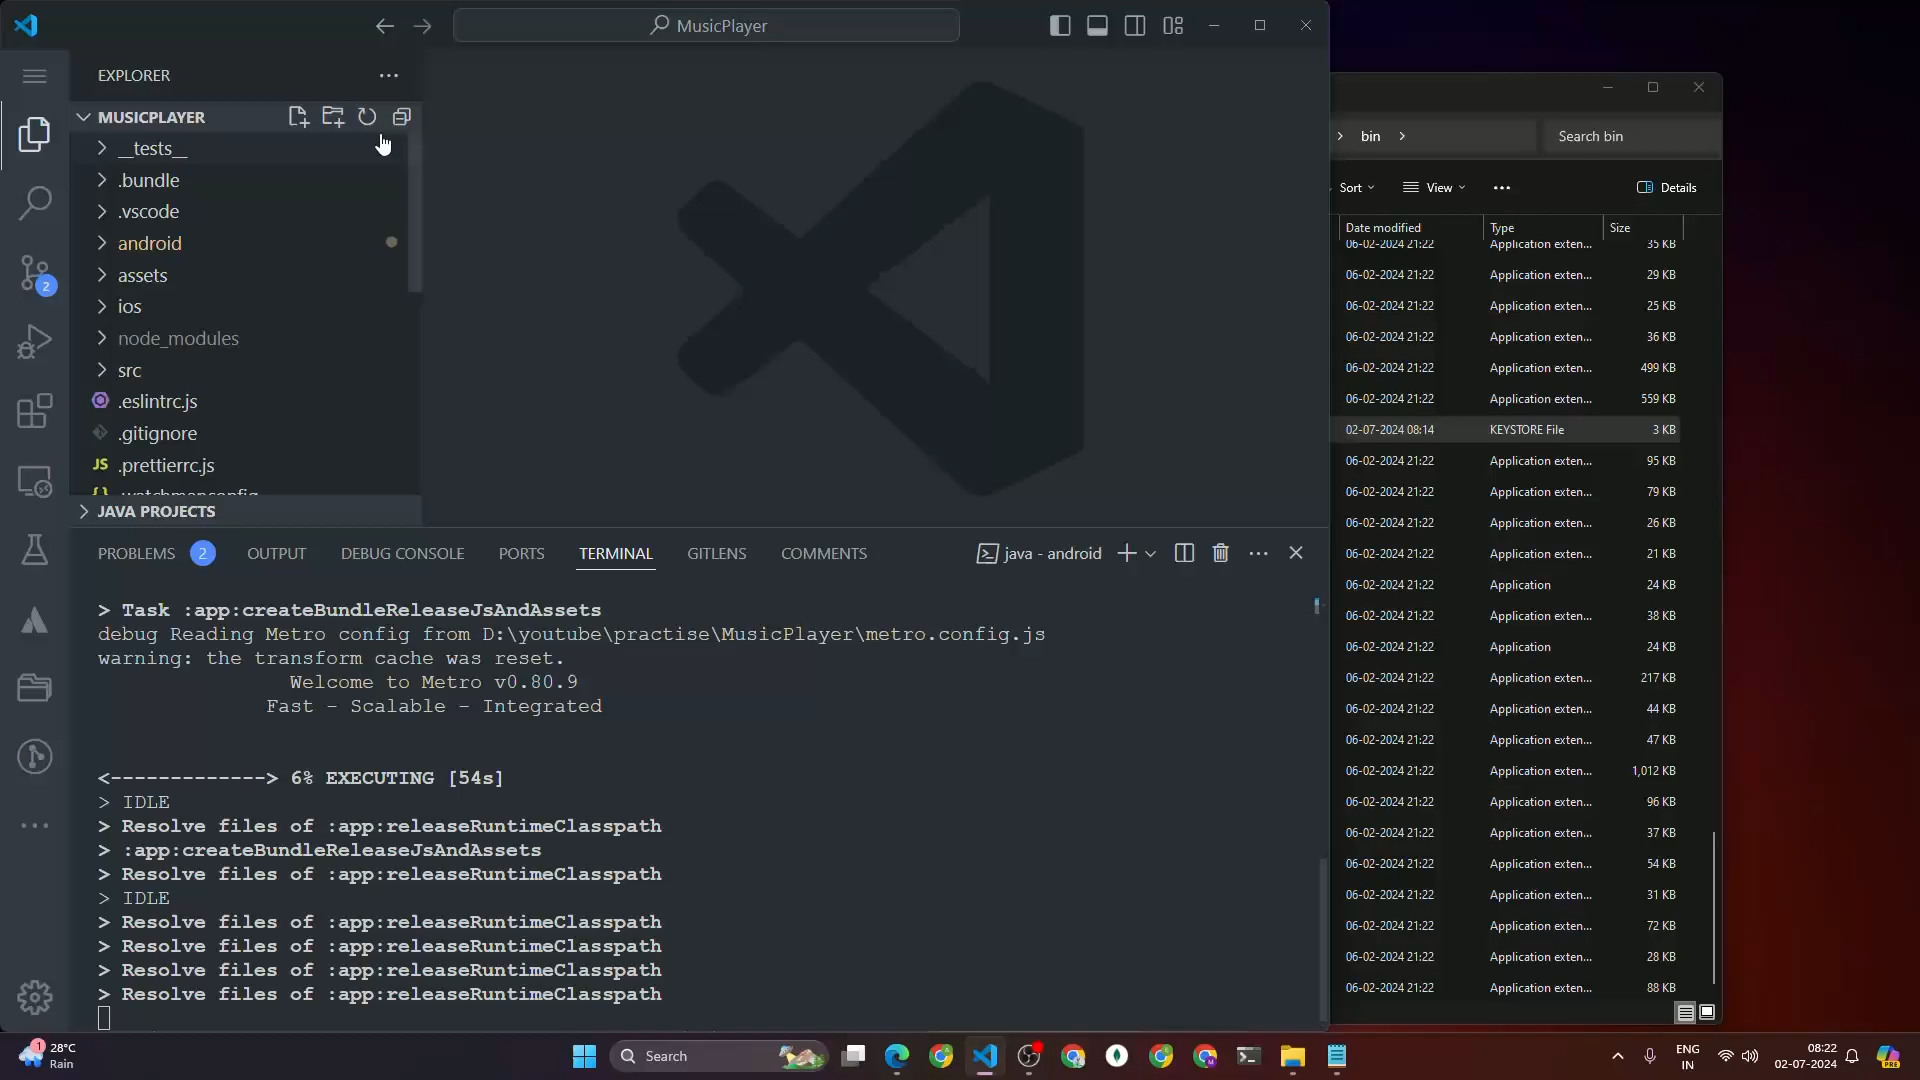 MusicPlayer
EXPLORER
MUSICPLAYER
__tests__
.bundle
.vscode
android
assets
ios
node_modules
src
.eslintrc.js
.gitignore
JS .prettierrc.js
{} .watchmanconfig
JAVA PROJECTS
2
PROBLEMS 2 OUTPUT DEBUG CONSOLE PORTS TERMINAL GITLENS COMMENTS java - android
> Task :app:createBundleReleaseJsAndAssets
debug Reading Metro config from D:\youtube\practise\MusicPlayer\metro.config.js
warning: the transform cache was reset.
Welcome to Metro v0.80.9
Fast - Scalable - Integrated
<-------------> 6% EXECUTING [54s]
> IDLE
> Resolve files of :app:releaseRuntimeClasspath
> :app:createBundleReleaseJsAndAssets
> Resolve files of :app:releaseRuntimeClasspath
> IDLE
> Resolve files of :app:releaseRuntimeClasspath
> Resolve files of :app:releaseRuntimeClasspath
> Resolve files of :app:releaseRuntimeClasspath
> Resolve files of :app:releaseRuntimeClasspath
> bin > Search bin
Sort View Details
Date modified Type Size
06-02-2024 21:22 Application exten... 35 KB
06-02-2024 21:22 Application exten... 29 KB
06-02-2024 21:22 Application exten... 25 KB
06-02-2024 21:22 Application exten... 36 KB
06-02-2024 21:22 Application exten... 499 KB
06-02-2024 21:22 Application exten... 559 KB
02-07-2024 08:14 KEYSTORE File 3 KB
06-02-2024 21:22 Application exten... 95 KB
06-02-2024 21:22 Application exten... 79 KB
06-02-2024 21:22 Application exten... 26 KB
06-02-2024 21:22 Application exten... 21 KB
06-02-2024 21:22 Application 24 KB
06-02-2024 21:22 Application exten... 38 KB
06-02-2024 21:22 Application 24 KB
06-02-2024 21:22 Application exten... 217 KB
06-02-2024 21:22 Application exten... 44 KB
06-02-2024 21:22 Application exten... 47 KB
06-02-2024 21:22 Application exten... 1,012 KB
06-02-2024 21:22 Application exten... 96 KB
06-02-2024 21:22 Application exten... 37 KB
06-02-2024 21:22 Application exten... 54 KB
06-02-2024 21:22 Application exten... 31 KB
06-02-2024 21:22 Application exten... 72 KB
06-02-2024 21:22 Application exten... 28 KB
06-02-2024 21:22 Application exten... 88 KB
1 28°C
Rain
Search
ENG
IN
08:22
02-07-2024
PRE